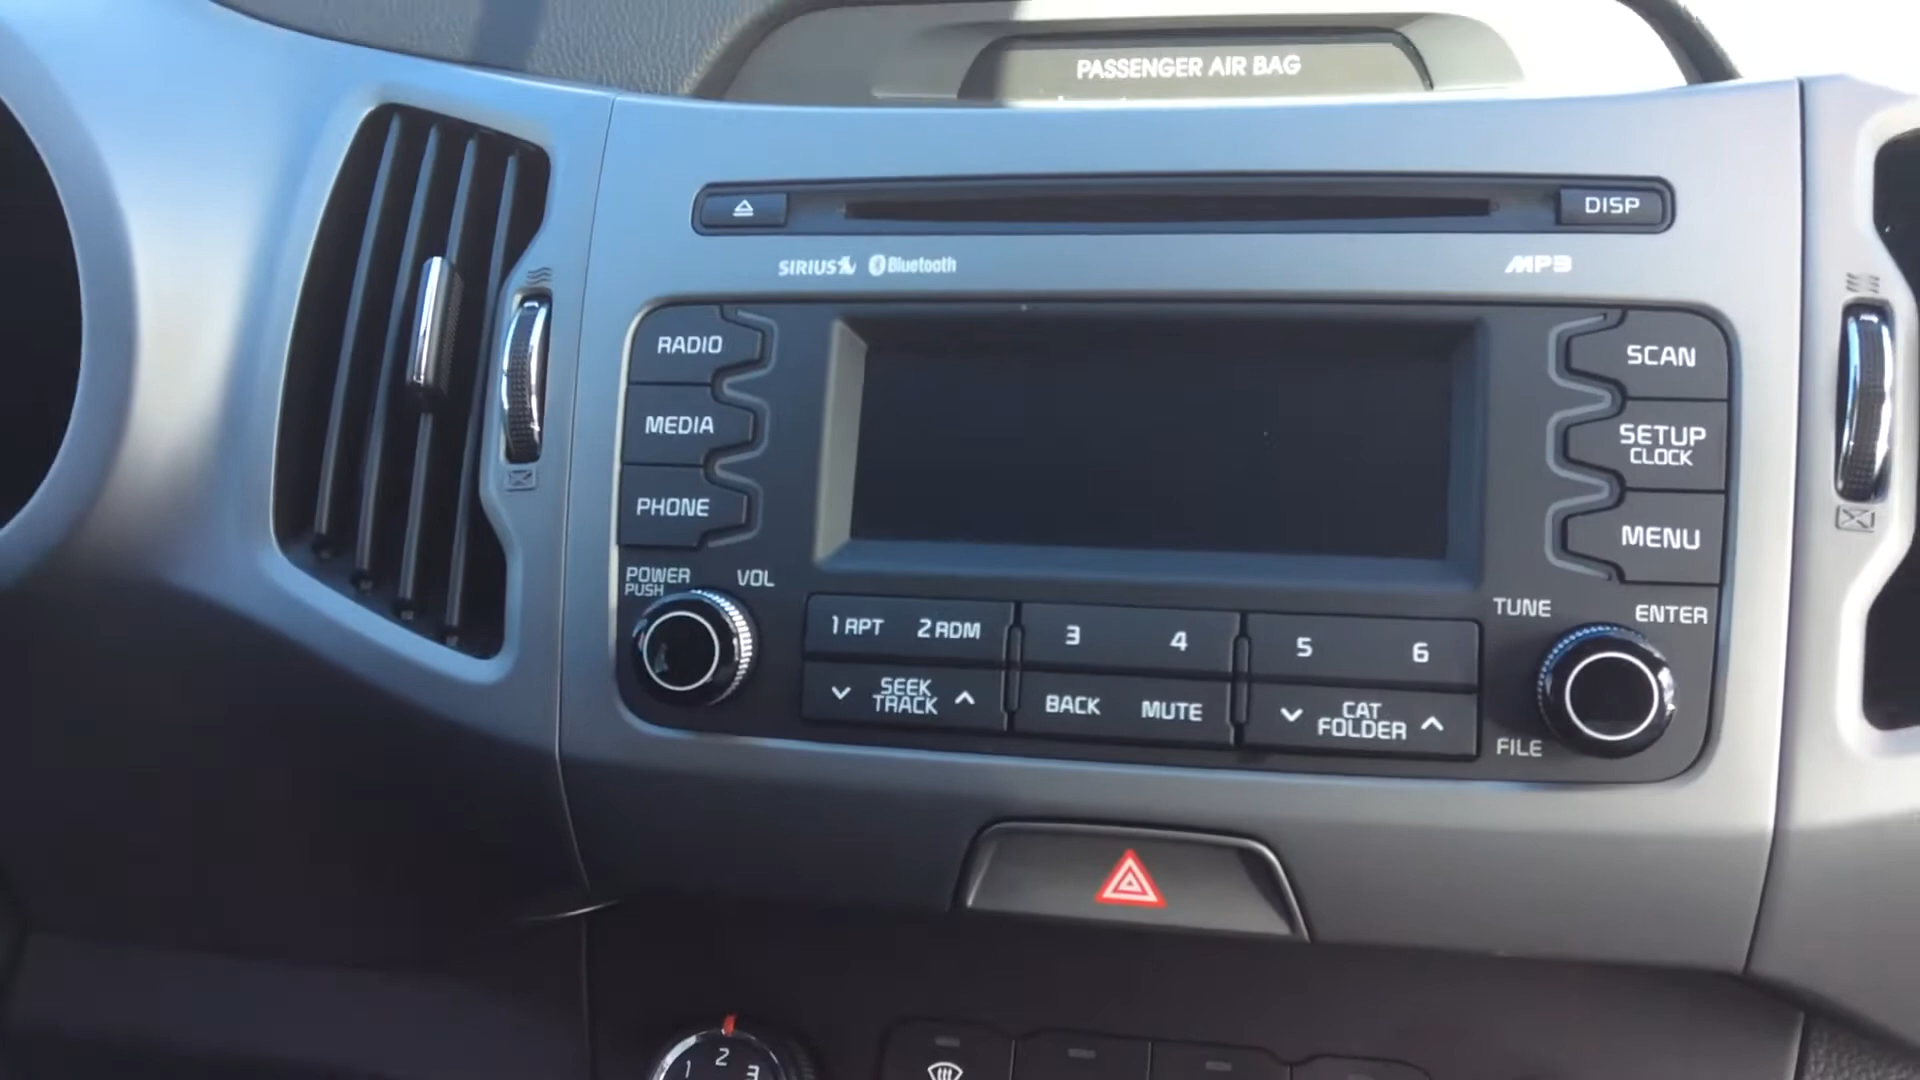 PASSENGER AIR BAG
DISP
SIRIUS Bluetooth
MP3
RADIO
SCAN
MEDIA
SETUP
CLOCK
PHONE
MENU
POWER
PUSH
VOL
TUNE
ENTER
1 RPT 2 RDM 3 4 5 6
SEEK
TRACK
BACK MUTE
CAT
FOLDER
FILE
1 2 3